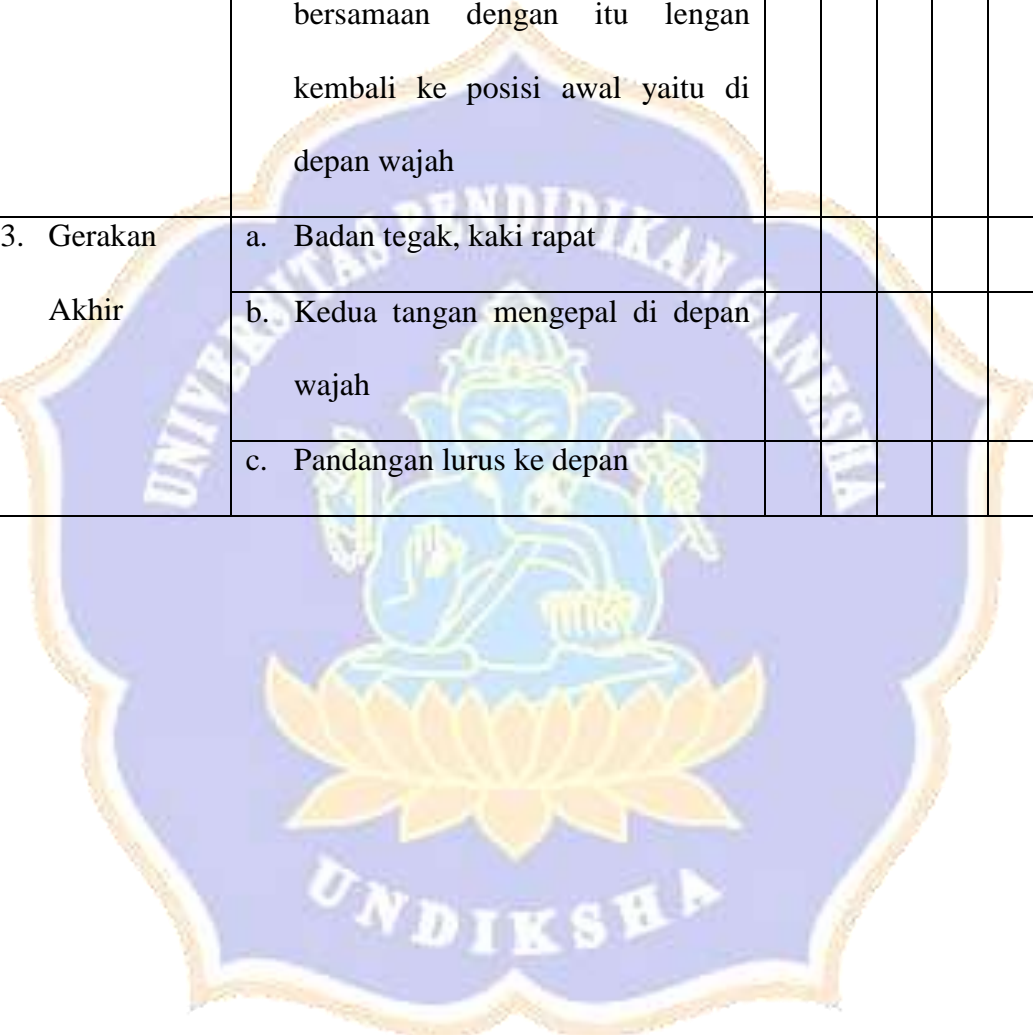 bersamaan dengan itu lengan
kembali ke posisi awal yaitu di
depan wajah
3. Gerakan Akhir
a. Badan tegak, kaki rapat
b. Kedua tangan mengepal di depan
wajah
c. Pandangan lurus ke depan
UNIVERSITAS PENDIDIKAN GANESHA
UNDIKSHA